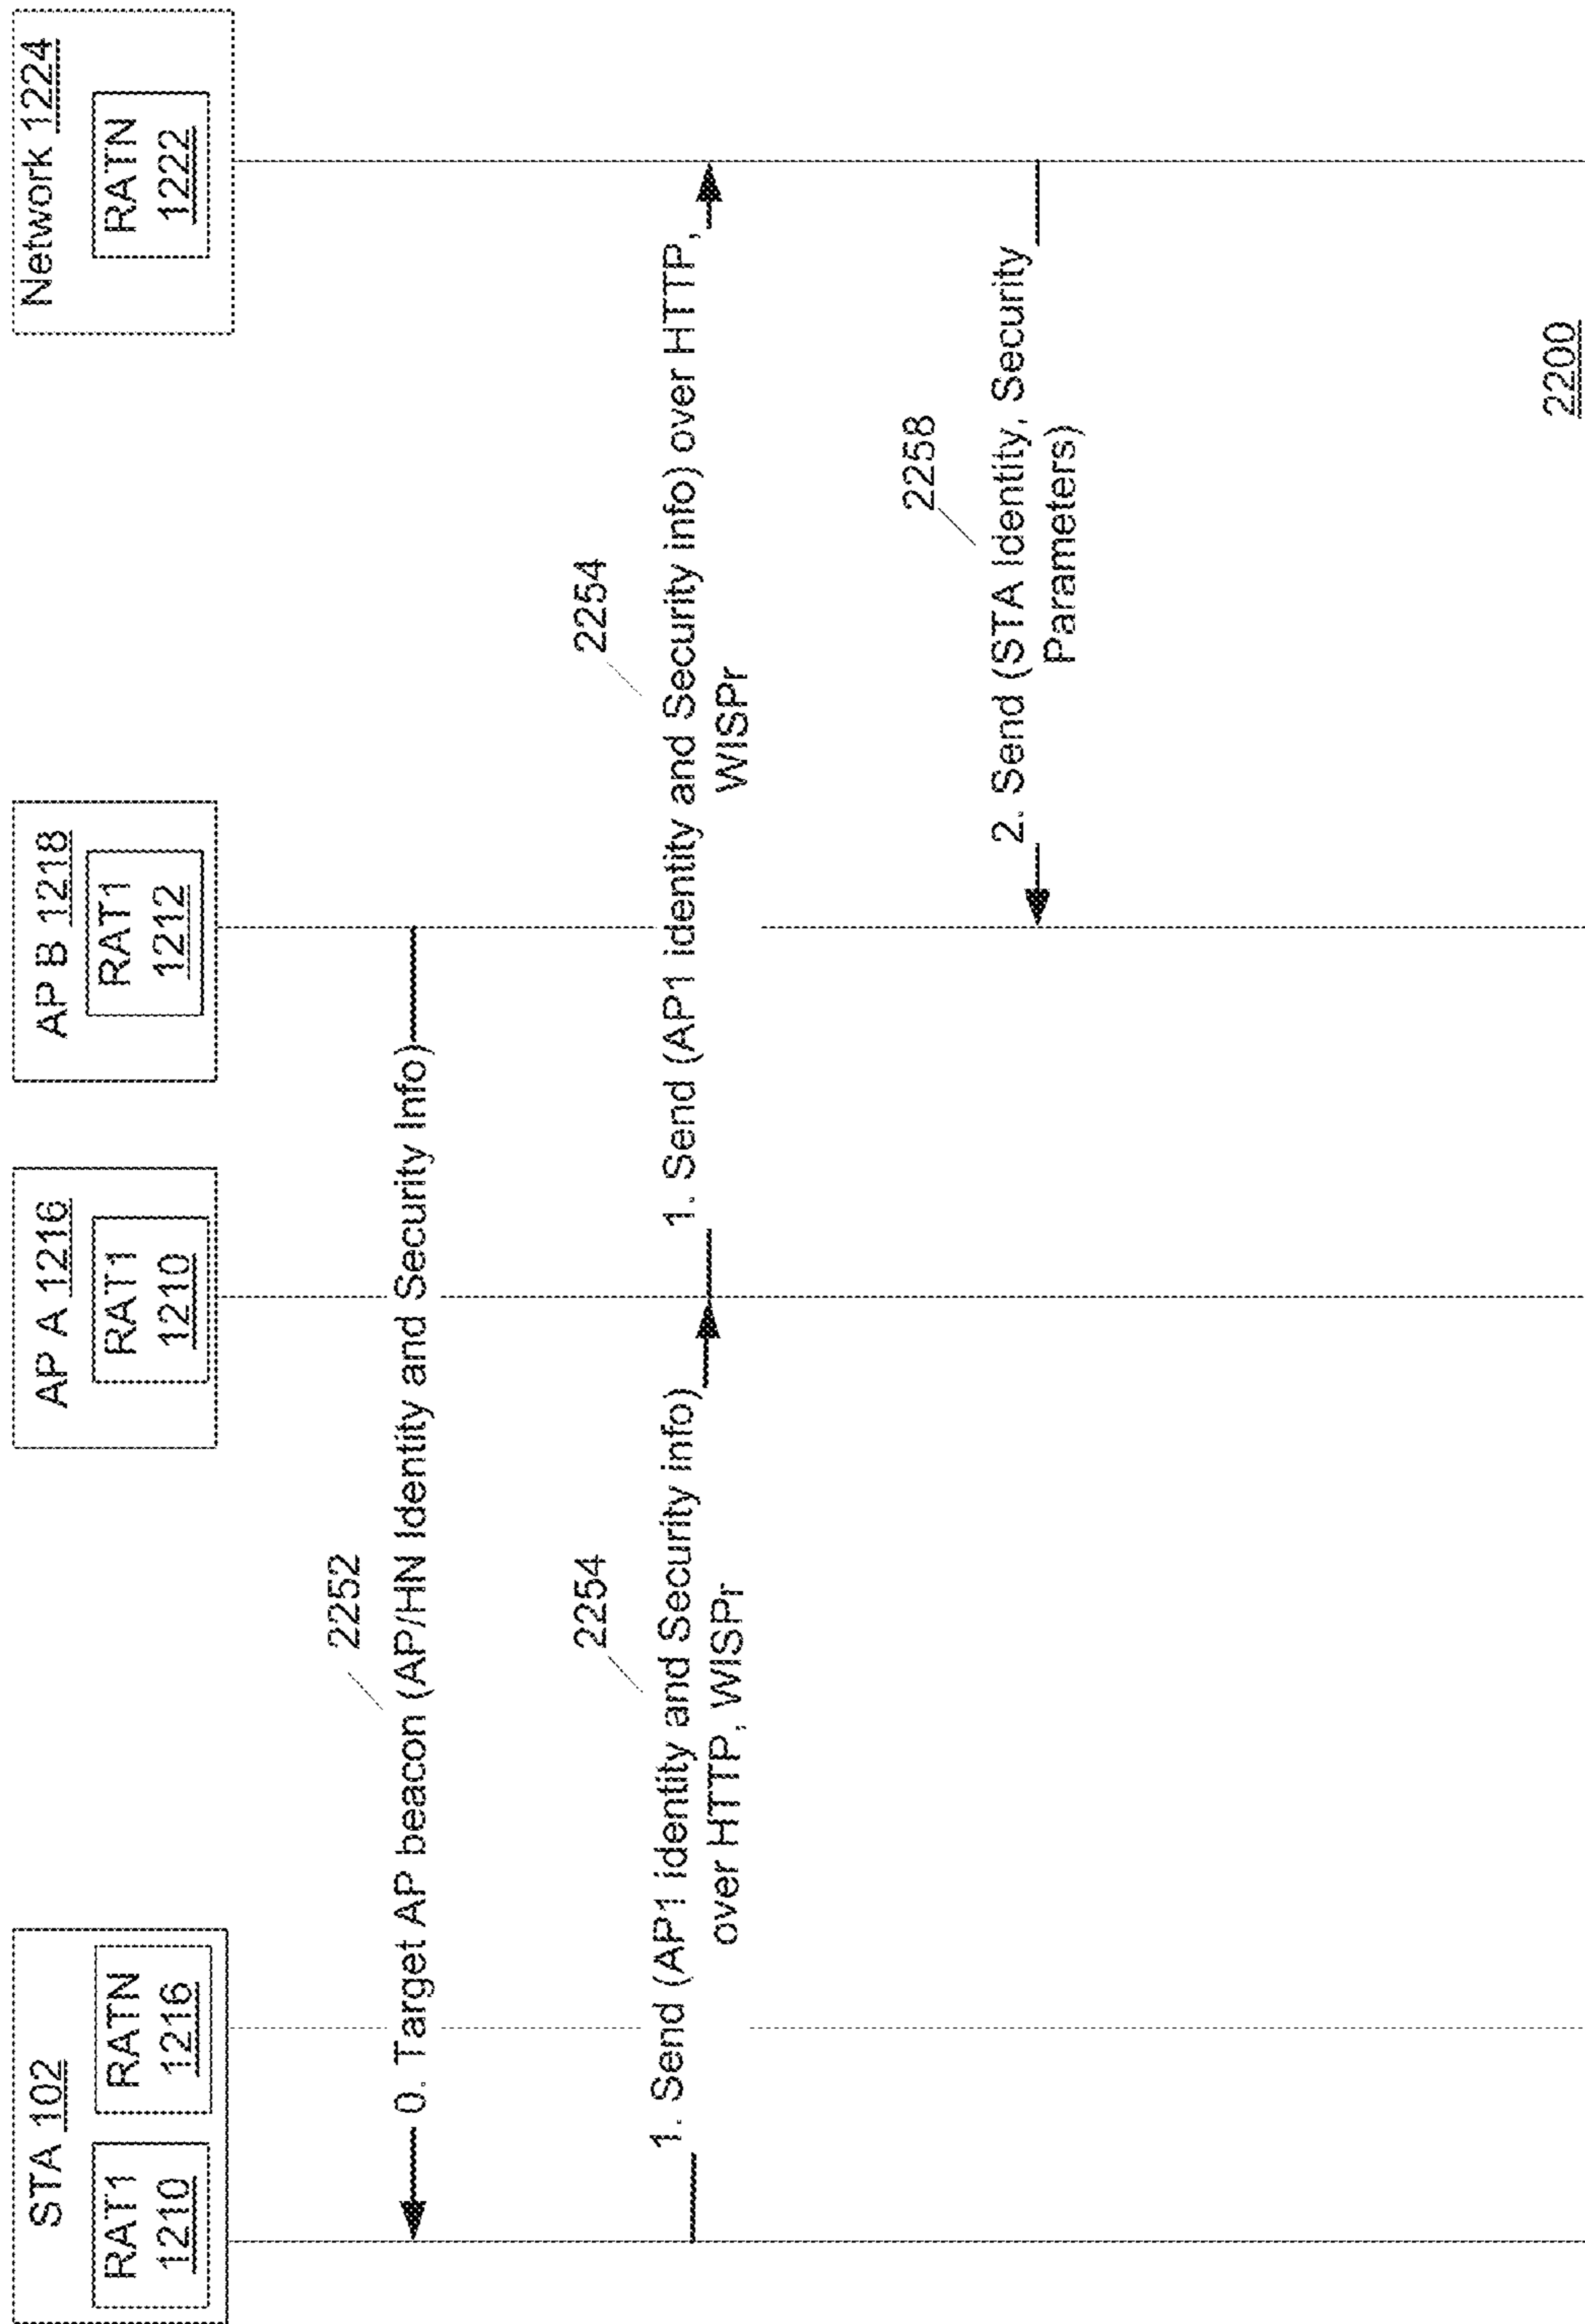 STA 102
RAT1
1210
RATN
1216
AP A 1216
RAT1
1210
AP B 1218
RAT1
1212
Network 1224
RATN
1222
2252
0. Target AP beacon (AP/HN Identity and Security Info)
2254
1. Send (AP1 identity and Security info)
over HTTP, WISPr
2254
1. Send (AP1 identity and Security info) over HTTP,
WISPr
2258
2. Send (STA Identity, Security
Parameters)
2200